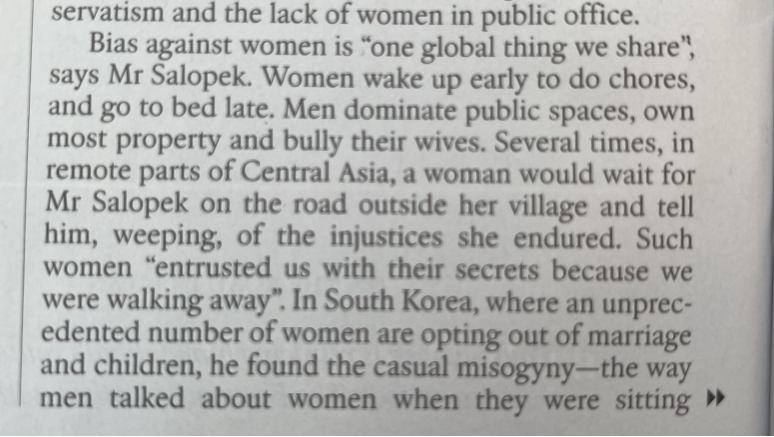 servatism and the lack of women in public office.
Bias against women is “one global thing we share”,
says Mr Salopek. Women wake up early to do chores,
and go to bed late. Men dominate public spaces, own
most property and bully their wives. Several times, in
remote parts of Central Asia, a woman would wait for
Mr Salopek on the road outside her village and tell
him, weeping, of the injustices she endured. Such
women “entrusted us with their secrets because we
were walking away”. In South Korea, where an unprec-
edented number of women are opting out of marriage
and children, he found the casual misogyny—the way
men talked about women when they were sitting